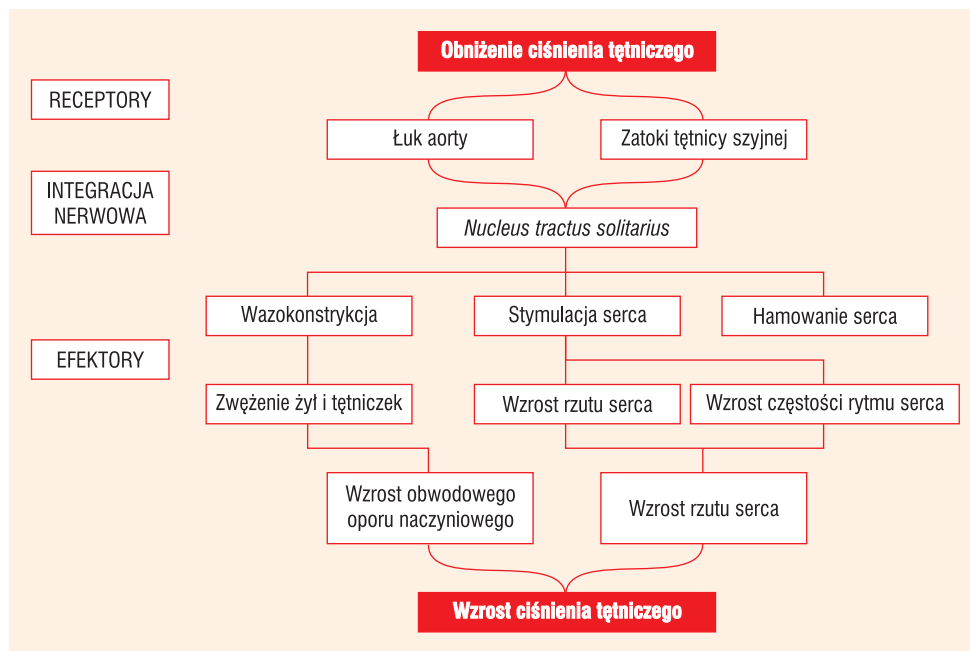 Obniżenie ciśnienia tętniczego
RECEPTORY
Łuk aorty
Zatoki tętnicy szyjnej
INTEGRACJA
NERWOWA
Nucleus tractus solitarius
Wazokonstrykcja
Stymulacja serca
Hamowanie serca
EFEKTORY
Zwężenie żył i tętniczek
Wzrost rzutu serca
Wzrost częstości rytmu serca
Wzrost obwodowego
oporu naczyniowego
Wzrost rzutu serca
Wzrost ciśnienia tętniczego